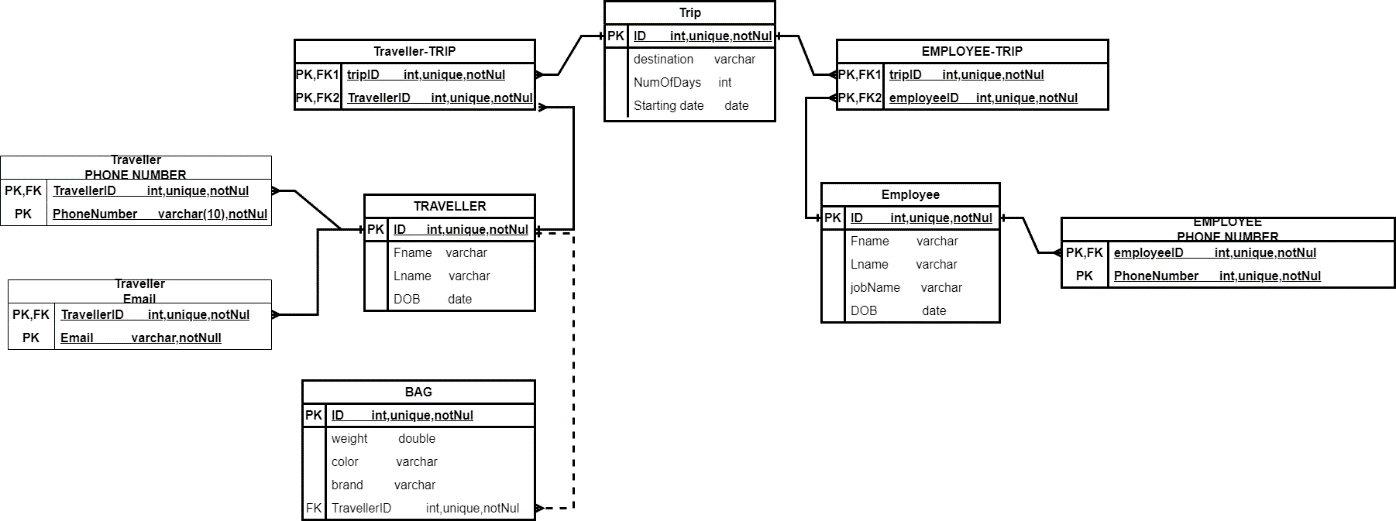 Trip
PK ID int,unique,notNul
destination varchar
NumOfDays int
Starting date date
Traveller-TRIP
PK,FK1 tripID int,unique,notNul
PK,FK2 TravellerID int,unique,notNul
EMPLOYEE-TRIP
PK,FK1 tripID int,unique,notNul
PK,FK2 employeeID int,unique,notNul
Traveller
PHONE NUMBER
PK,FK TravellerID int,unique,notNul
PK PhoneNumber varchar(10),notNul
TRAVELLER
PK ID int,unique,notNul
Fname varchar
Lname varchar
DOB date
Employee
PK ID int,unique,notNul
Fname varchar
Lname varchar
jobName varchar
DOB date
EMPLOYEE
PHONE NUMBER
PK,FK employeeID int,unique,notNul
PK PhoneNumber int,unique,notNul
Traveller
Email
PK,FK TravellerID int,unique,notNul
PK Email varchar,notNull
BAG
PK ID int,unique,notNul
weight double
color varchar
brand varchar
FK TravellerID int,unique,notNul